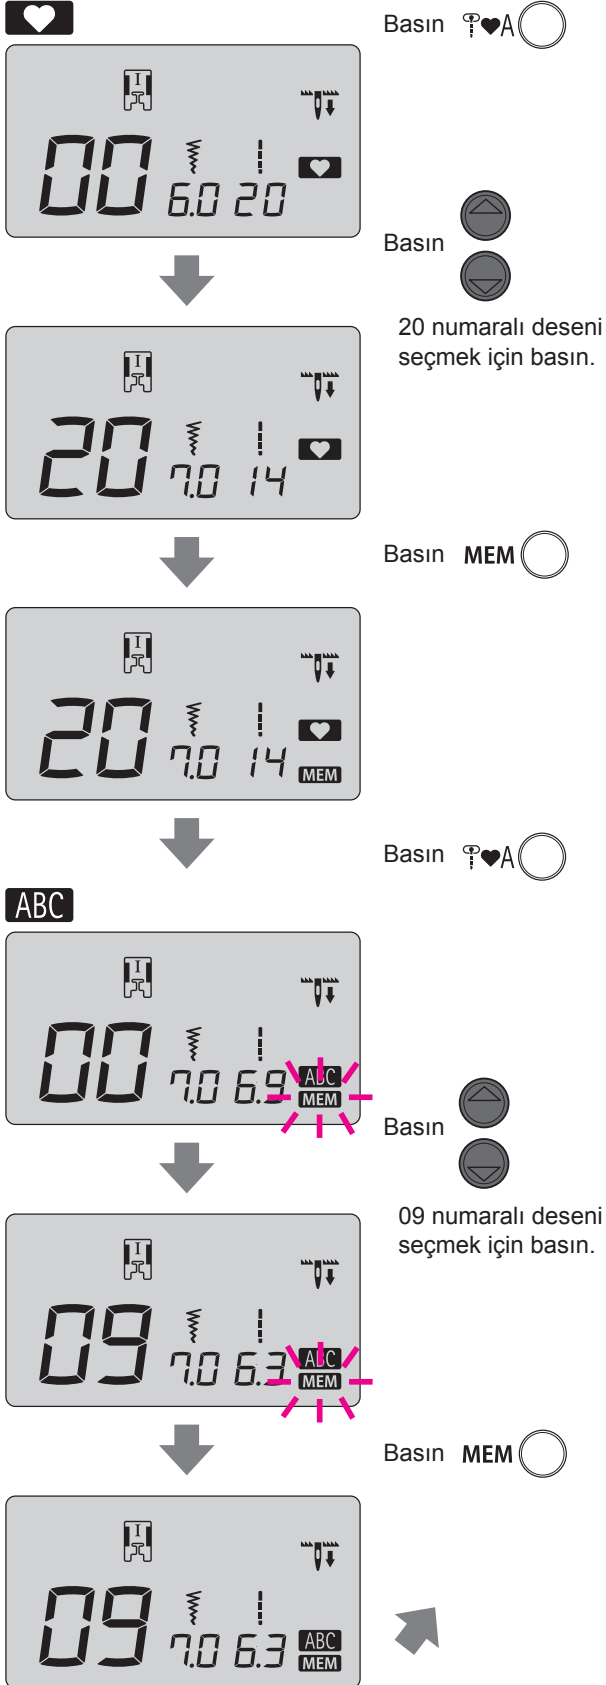 Basın A
I
00 6.0 20
Basın
20 numaralı deseni
seçmek için basın.
I
20 7.0 14
Basın MEM
I
20 7.0 14
MEM
Basın A
ABC
I
00 7.0 6.9 ABC
MEM
Basın
09 numaralı deseni
seçmek için basın.
I
09 7.0 6.3 ABC
MEM
Basın MEM
I
09 7.0 6.3 ABC
MEM